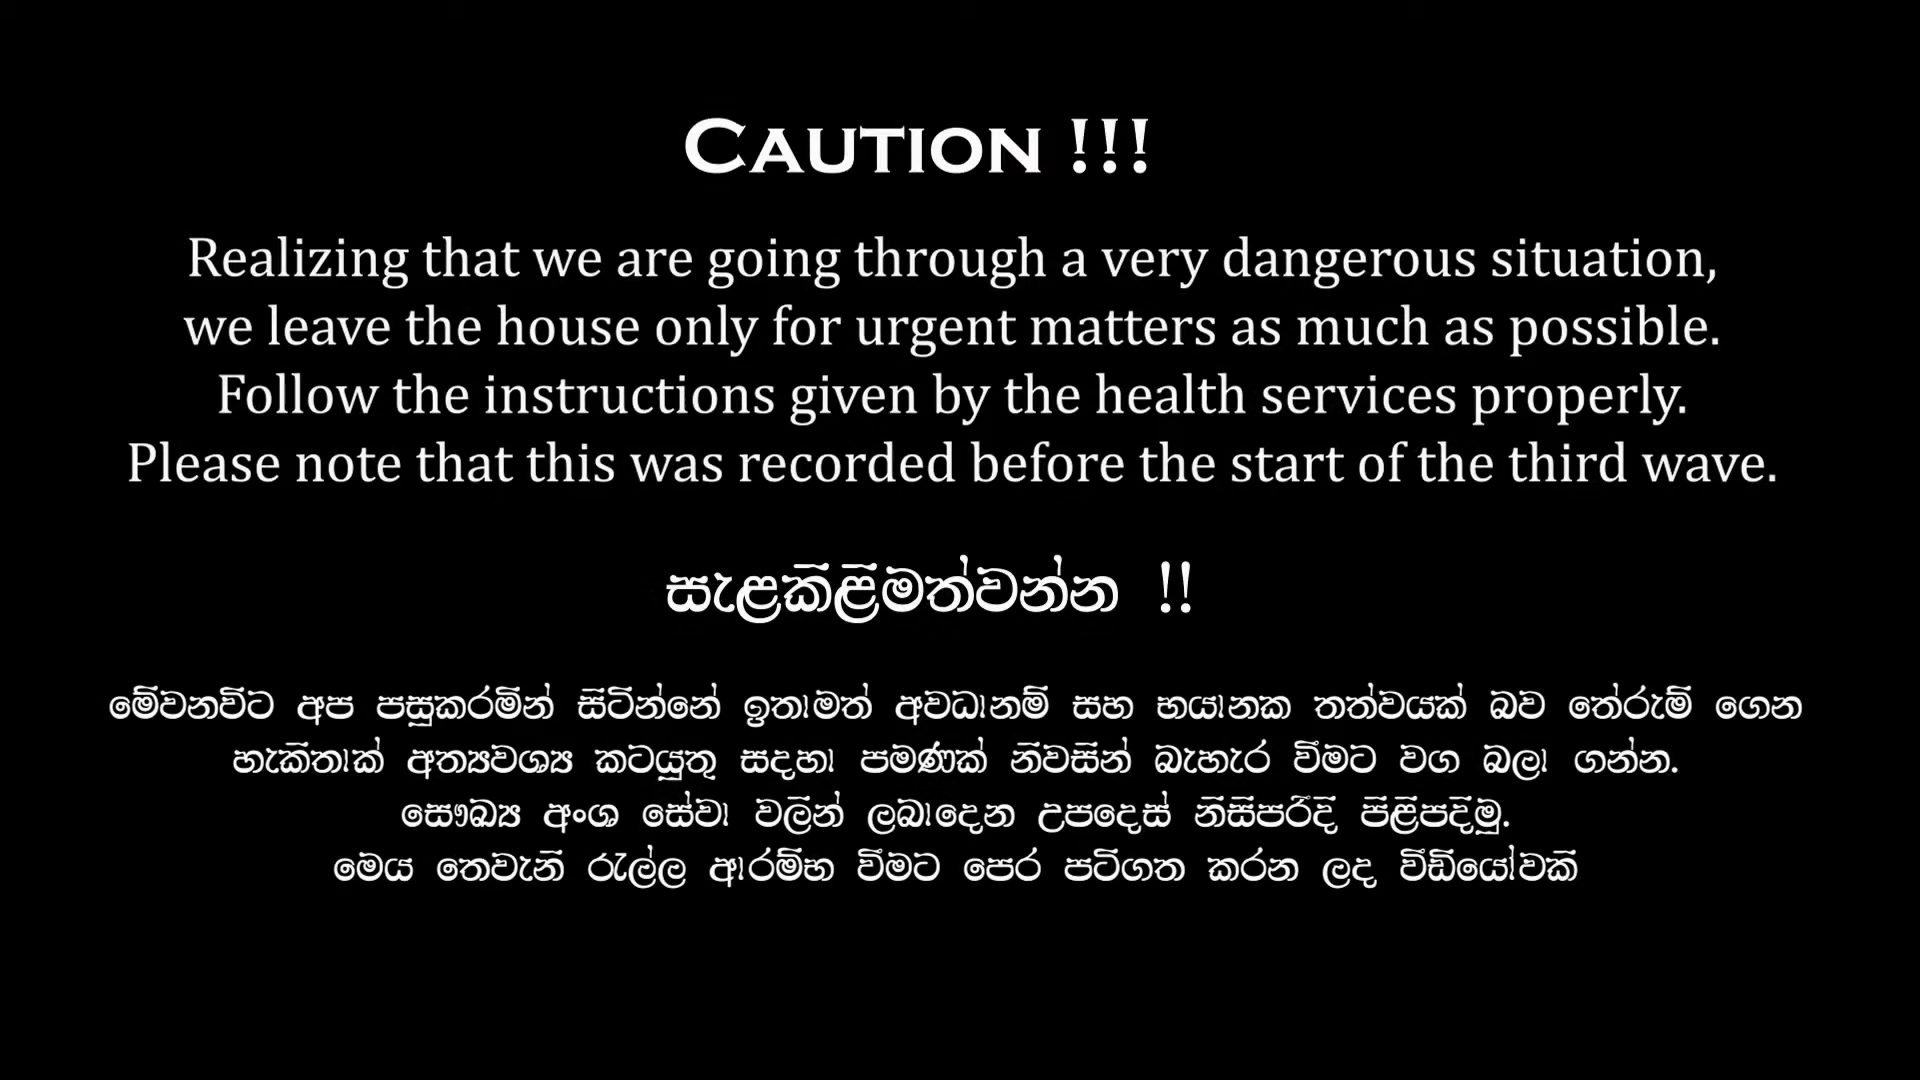 CAUTION !!!
Realizing that we are going through a very dangerous situation,
we leave the house only for urgent matters as much as possible.
Follow the instructions given by the health services properly.
Please note that this was recorded before the start of the third wave.
සැළකිළිමත්වන්න !!
මේවනවිට අප පසුකරමින් සිටින්නේ ඉතාමත් අවධානම් සහ භයානක තත්වයක් බව තේරුම් ගෙන
හැකිතාක් අත්‍යවශ්‍ය කටයුතු සදහා පමණක් නිවසින් බැහැර වීමට වග බලා ගන්න.
සෞඛ්‍ය අංශ සේවා වලින් ලබාදෙන උපදෙස් නිසිපරිදි පිළිපදිමු.
මෙය තෙවැනි රැල්ල ආරම්භ වීමට පෙර පටිගත කරන ලද වීඩියෝවකි